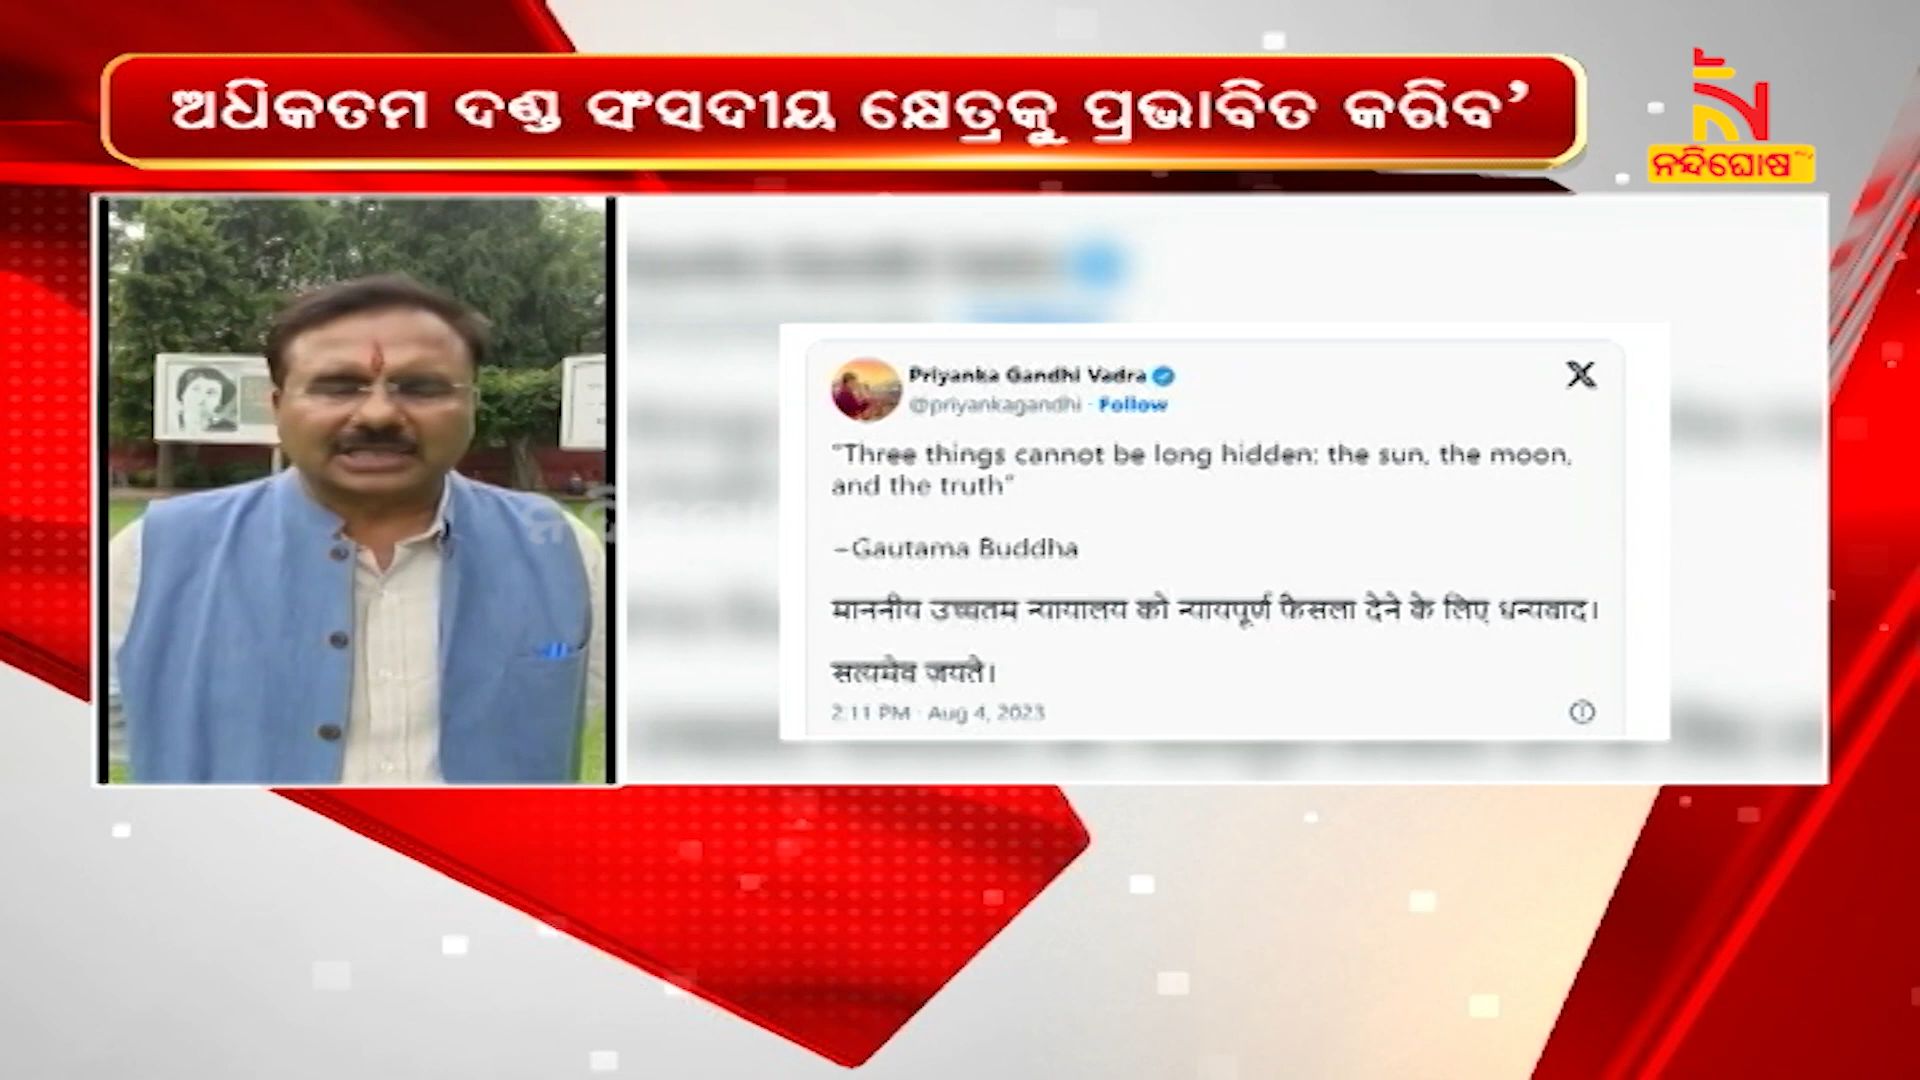 ଅଧିକତମ ଦଣ୍ଡ ସଂସଦୀୟ କ୍ଷେତ୍ରକୁ ପ୍ରଭାବିତ କରିବ’
ନନ୍ଦିଘୋଷ
Priyanka Gandhi Vadra
@priyankagandhi · Follow
“Three things cannot be long hidden: the sun, the moon,
and the truth”
~Gautama Buddha
माननीय उच्चतम न्यायालय को न्यायपूर्ण फैसला देने के लिए धन्यवाद।
सत्यमेव जयते।
2:11 PM · Aug 4, 2023